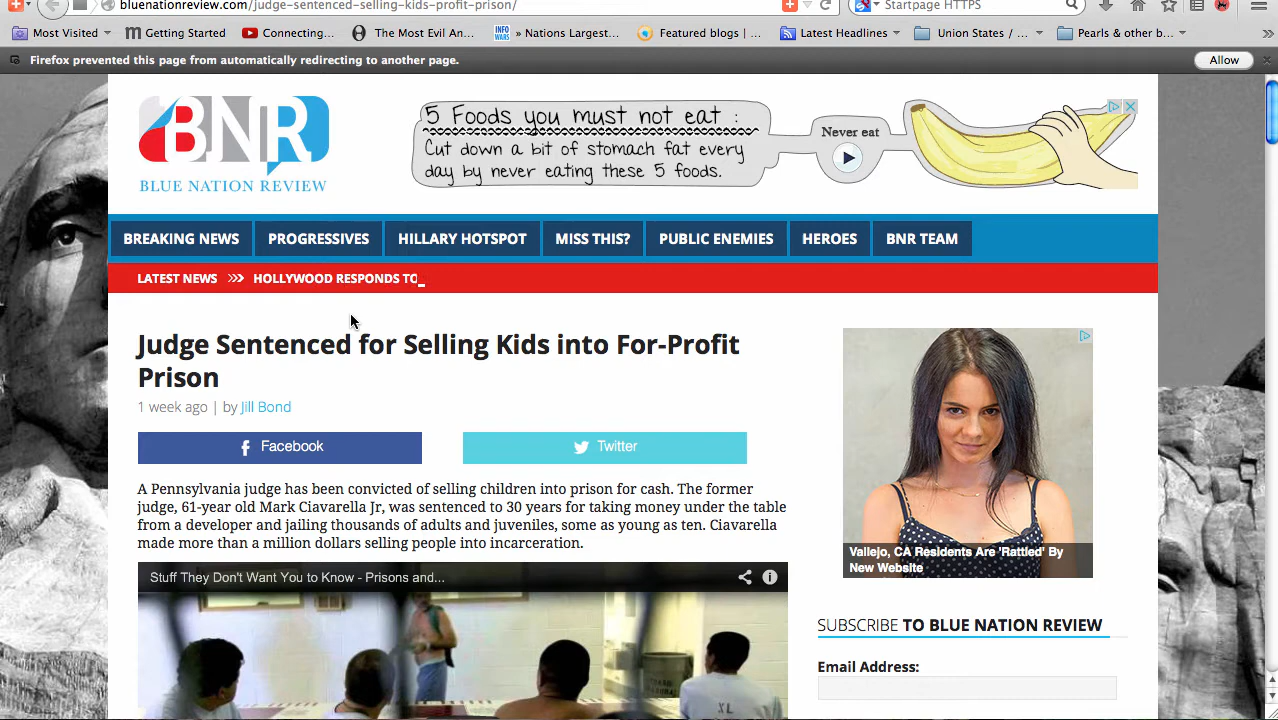 bluenationreview.com/judge-sentenced-selling-kids-profit-prison/
Startpage HTTPS
Most Visited
Getting Started
Connecting...
The Most Evil An...
INFO WARS
» Nations Largest...
Featured blogs | ...
Latest Headlines
Union States / ...
Pearls & other b...
Firefox prevented this page from automatically redirecting to another page.
Allow
BNR
BLUE NATION REVIEW
5 Foods you must not eat :
Cut down a bit of stomach fat every
day by never eating these 5 foods.
Never eat
BREAKING NEWS
PROGRESSIVES
HILLARY HOTSPOT
MISS THIS?
PUBLIC ENEMIES
HEROES
BNR TEAM
LATEST NEWS
HOLLYWOOD RESPONDS TO_
Judge Sentenced for Selling Kids into For-Profit
Prison
1 week ago | by Jill Bond
Facebook
Twitter
A Pennsylvania judge has been convicted of selling children into prison for cash. The former
judge, 61-year old Mark Ciavarella Jr, was sentenced to 30 years for taking money under the table
from a developer and jailing thousands of adults and juveniles, some as young as ten. Ciavarella
made more than a million dollars selling people into incarceration.
Stuff They Don't Want You to Know - Prisons and...
XL
Vallejo, CA Residents Are 'Rattled' By
New Website
SUBSCRIBE TO BLUE NATION REVIEW
Email Address: